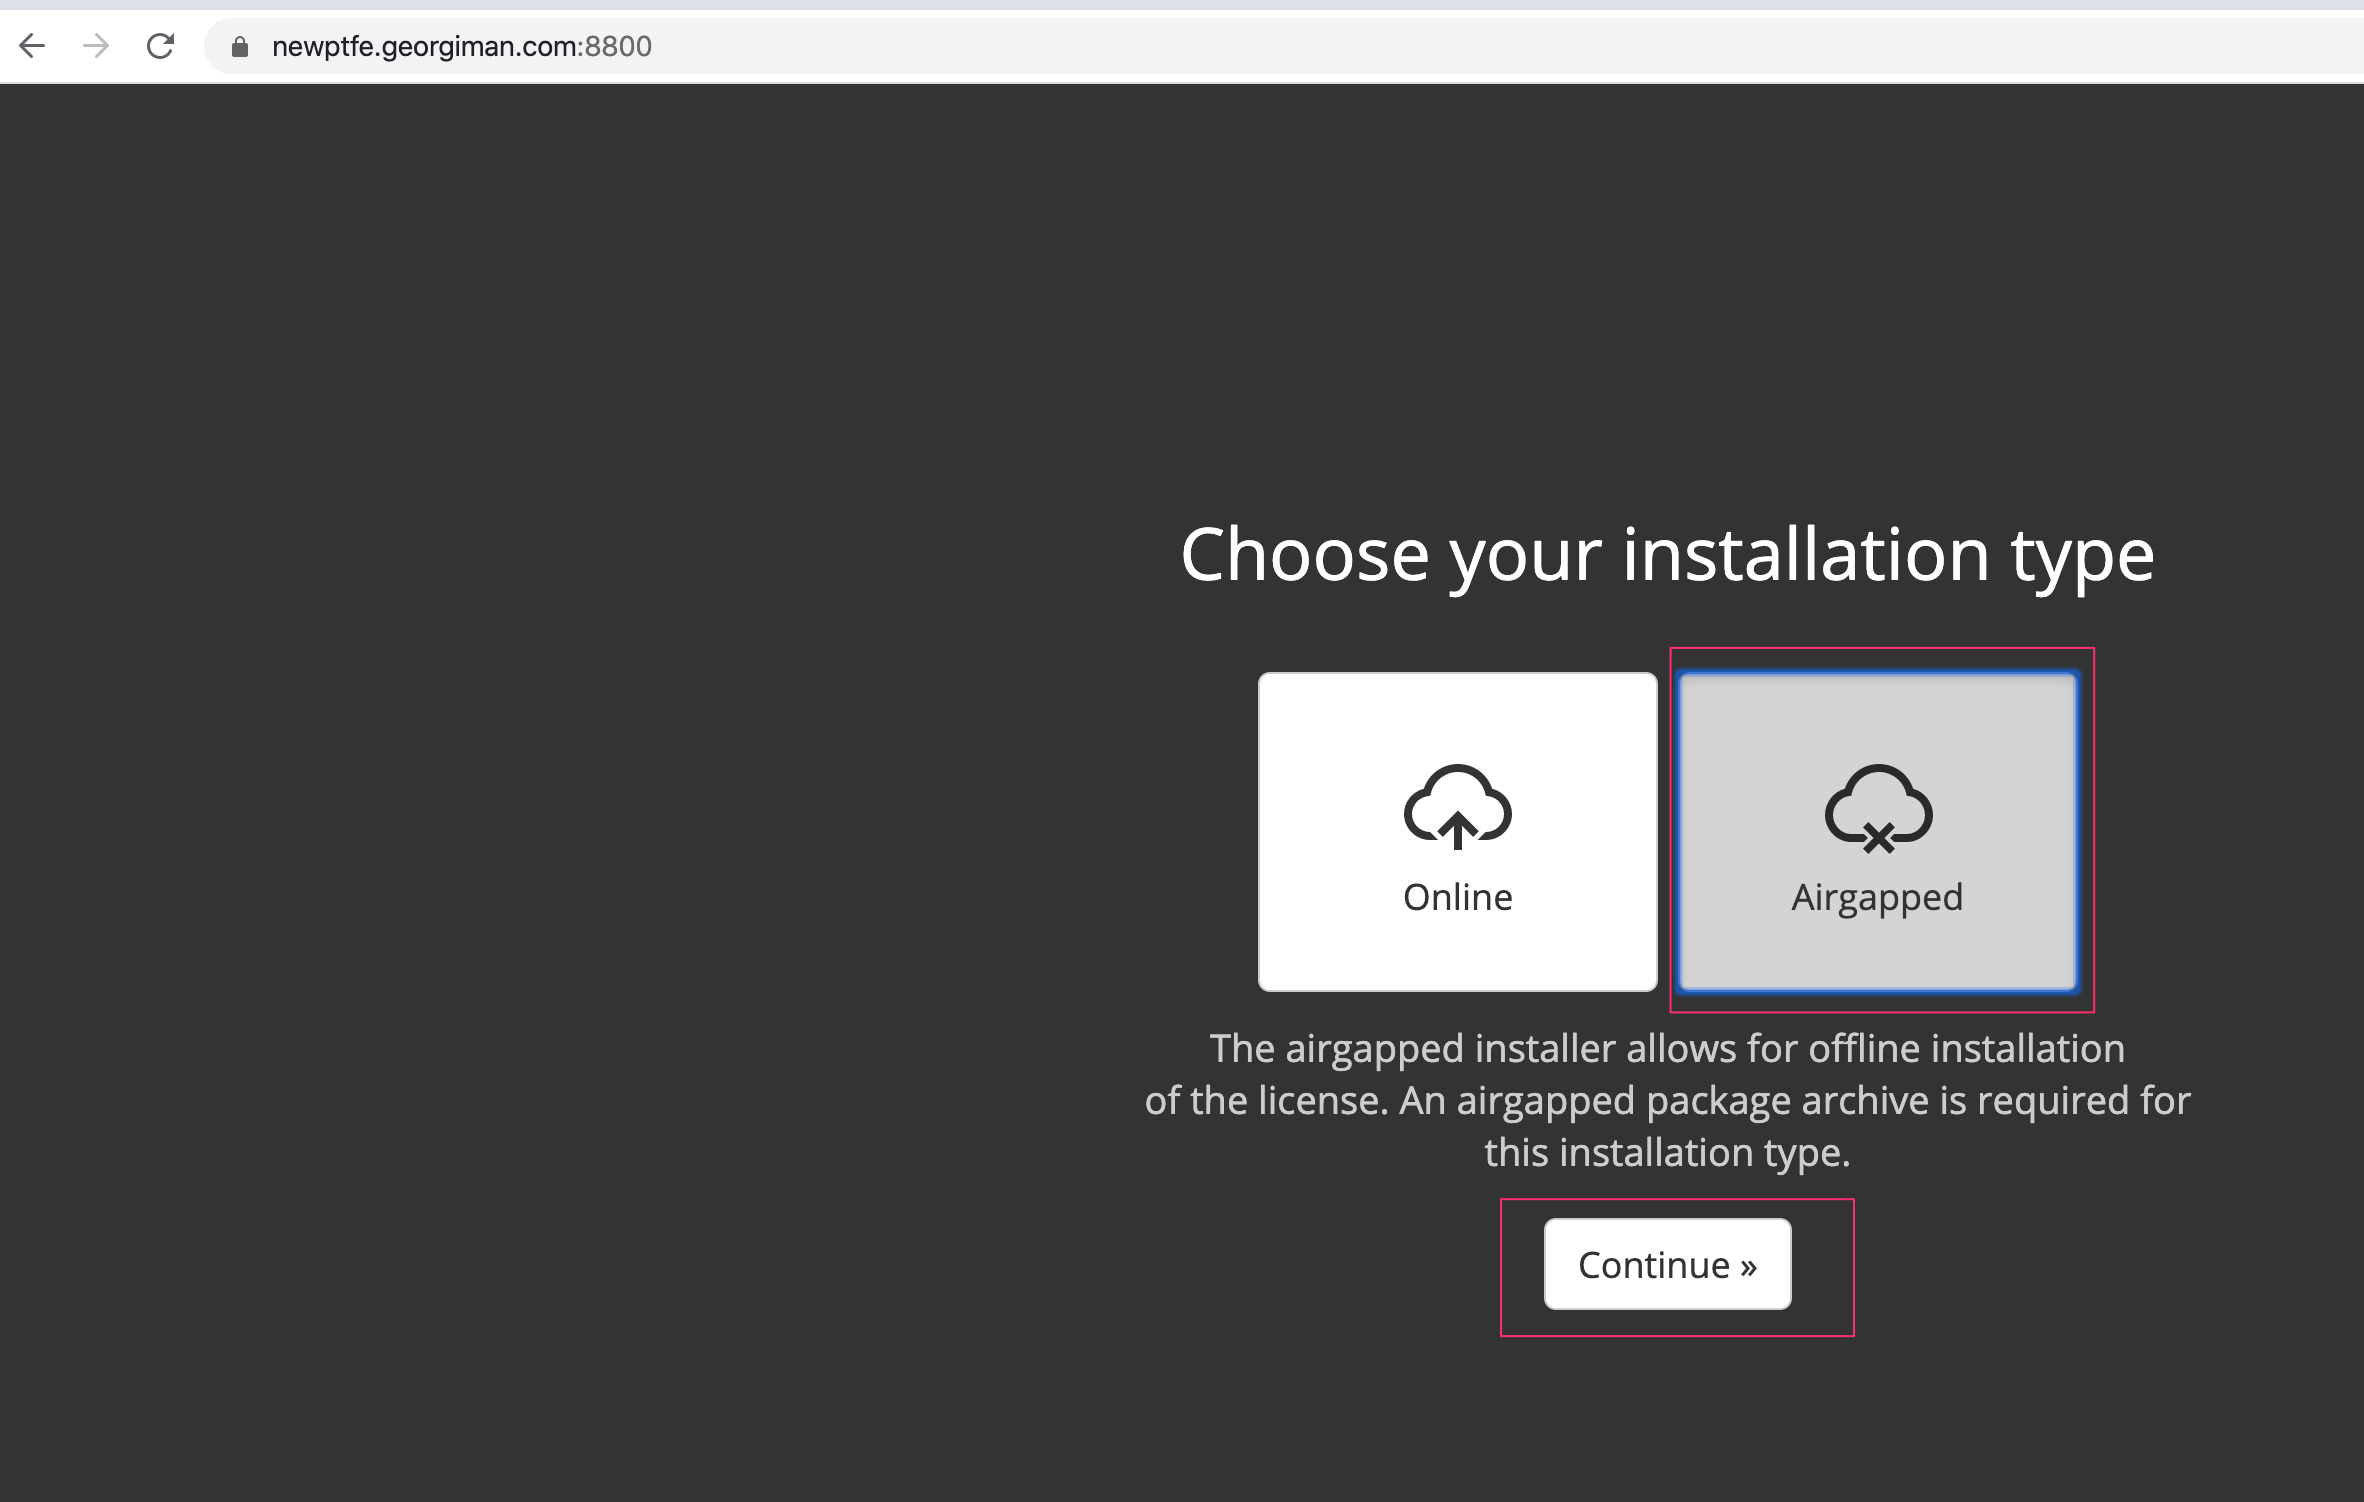 newptfe.georgiman.com:8800
Choose your installation type
Online
Airgapped
The airgapped installer allows for offline installation
of the license. An airgapped package archive is required for
this installation type.
Continue »